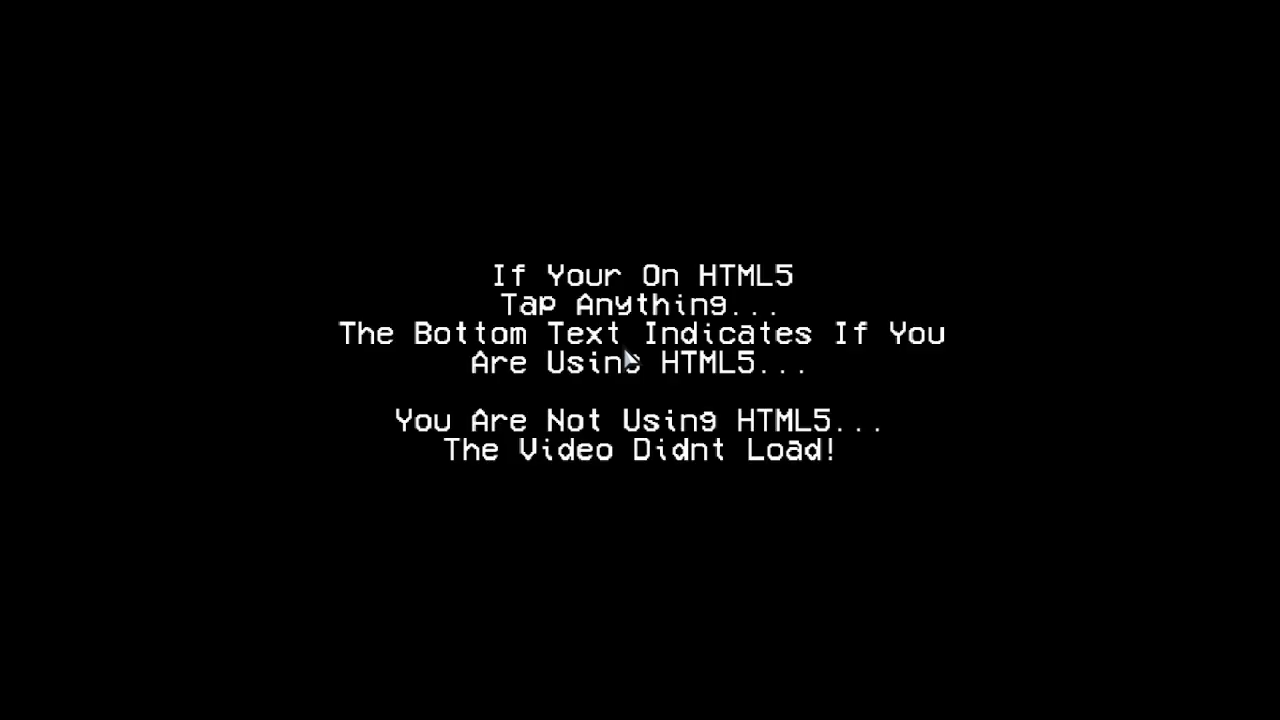 If Your On HTML5
Tap Anything...
The Bottom Text Indicates If You
Are Using HTML5...
You Are Not Using HTML5...
The Video Didnt Load!